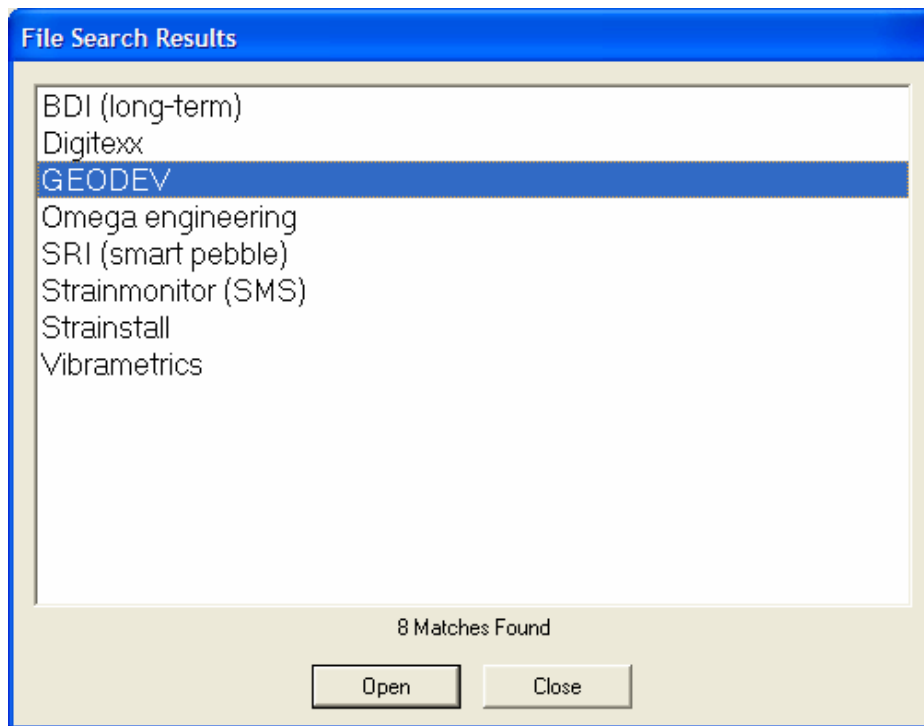 File Search Results
BDI (long-term)
Digitexx
GEODEV
Omega engineering
SRI (smart pebble)
Strainmonitor (SMS)
Strainstall
Vibrametrics
8 Matches Found
Open
Close